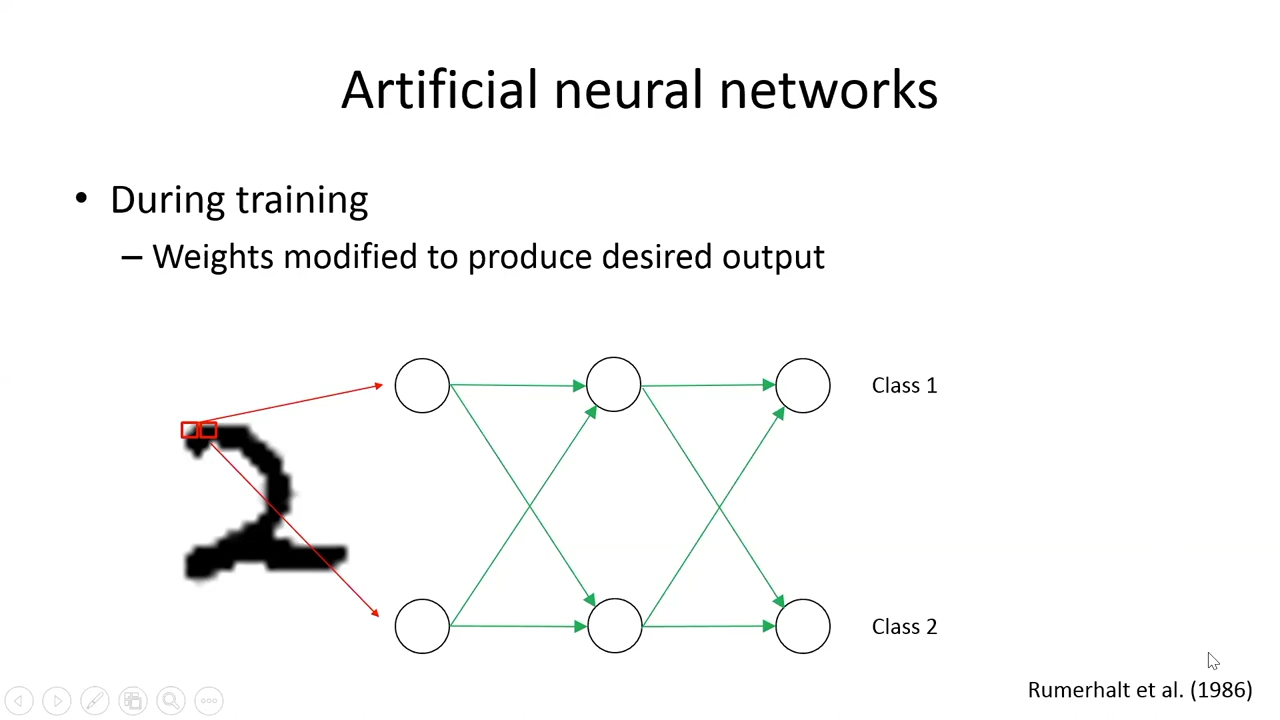 Artificial neural networks
• During training
– Weights modified to produce desired output
Class 1
2
Class 2
Rumerhalt et al. (1986)